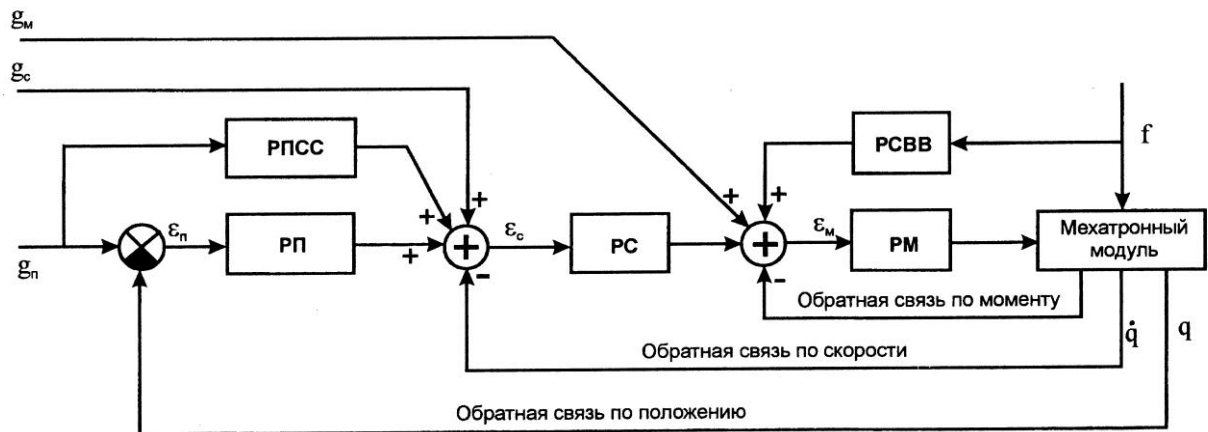 gм
gс
РПСС
РСВВ
f
+
+
+
+
εп
РП
+
εс
РС
εм
РМ
Мехатронный
модуль
gп
-
-
Обратная связь по моменту
Обратная связь по скорости
q̇
q
Обратная связь по положению